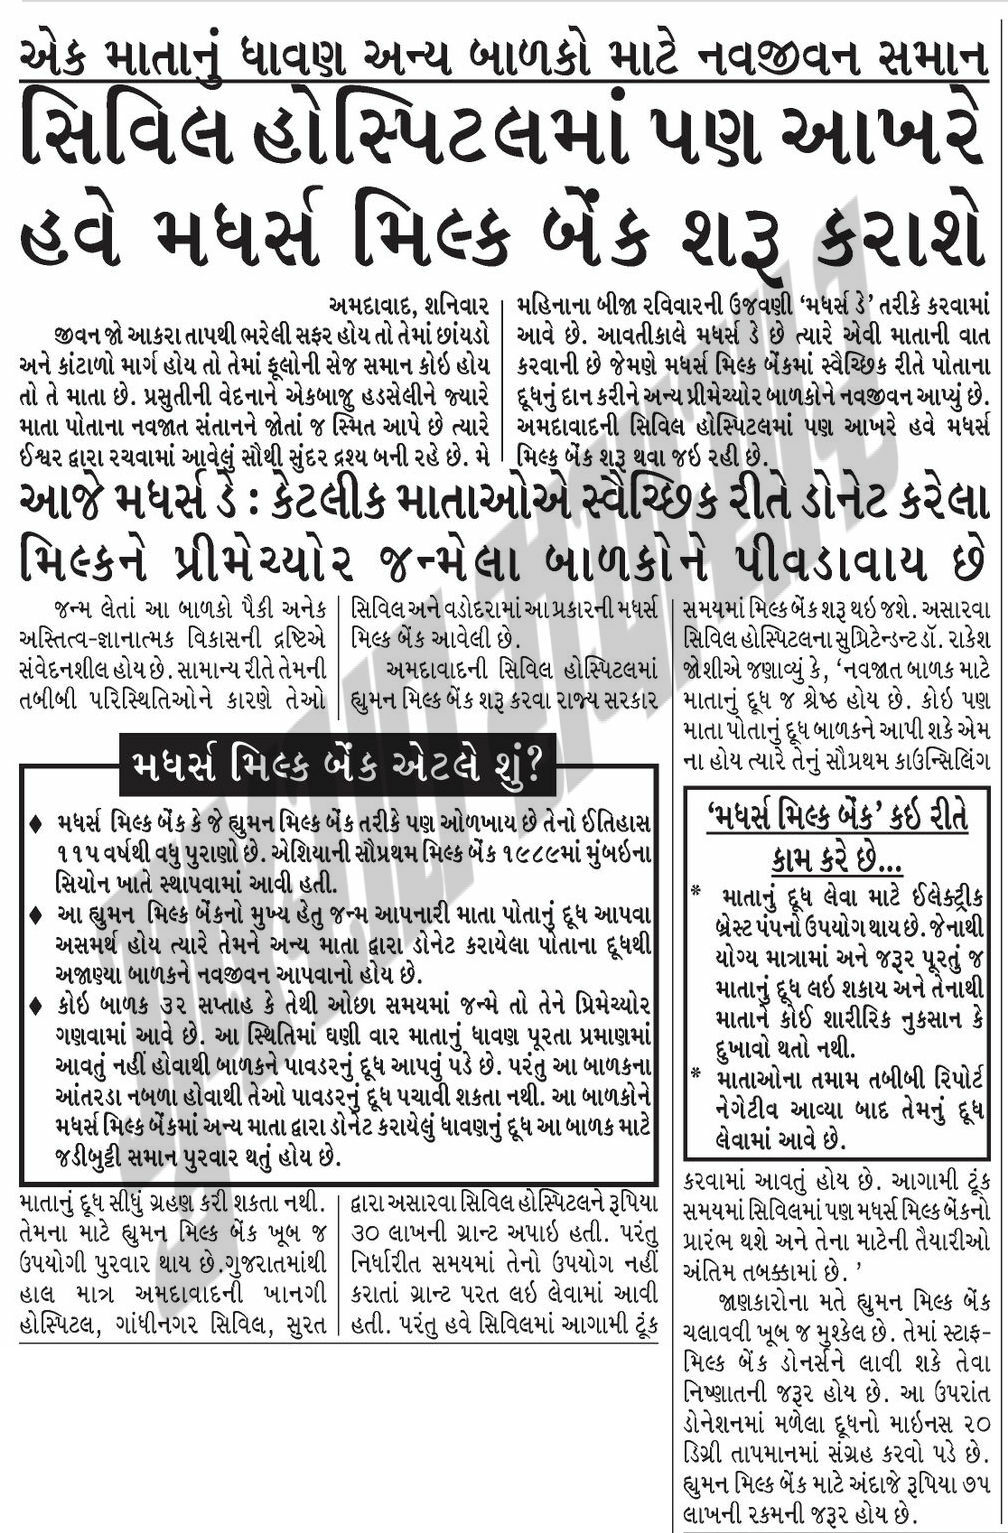 એક માતાનું ધાવણ અન્ય બાળકો માટે નવજીવન સમાન
સિવિલ હોસ્પિટલમાં પણ આખરે
હવે મધર્સ મિલ્ક બેંક શરૂ કરાશે
અમદાવાદ, શનિવાર
જીવન જો આકરા તાપથી ભરેલી સફર હોય તો તેમાં છાંયડો
અને કાંટાળો માર્ગ હોય તો તેમાં ફૂલોની સેજ સમાન કોઇ હોય
તો તે માતા છે. પ્રસુતીની વેદનાને એકબાજુ હડસેલીને જ્યારે
માતા પોતાના નવજાત સંતાનને જોતાં જ સ્મિત આપે છે ત્યારે
ઈશ્વર દ્વારા રચવામાં આવેલું સૌથી સુંદર દ્રશ્ય બની રહે છે. મે
મહિનાના બીજા રવિવારની ઉજવણી ‘મધર્સ ડે’ તરીકે કરવામાં
આવે છે. આવતીકાલે મધર્સ ડે છે ત્યારે એવી માતાની વાત
કરવાની છે જેમણે મધર્સ મિલ્ક બેંકમાં સ્વૈચ્છિક રીતે પોતાના
દૂધનું દાન કરીને અન્ય પ્રીમેચ્યોર બાળકોને નવજીવન આપ્યું છે.
અમદાવાદની સિવિલ હોસ્પિટલમાં પણ આખરે હવે મધર્સ
મિલ્ક બેંક શરૂ થવા જઇ રહી છે.
આજે મધર્સ ડે : કેટલીક માતાઓએ સ્વૈચ્છિક રીતે ડોનેટ કરેલા
મિલ્કને પ્રીમેચ્યોર જન્મેલા બાળકોને પીવડાવાય છે
જન્મ લેતાં આ બાળકો પૈકી અનેક
અસ્તિત્વ-જ્ઞાનાત્મક વિકાસની દ્રષ્ટિએ
સંવેદનશીલ હોય છે. સામાન્ય રીતે તેમની
તબીબી પરિસ્થિતિઓને કારણે તેઓ
માતાનું દૂધ સીધું ગ્રહણ કરી શકતા નથી.
તેમના માટે હ્યુમન મિલ્ક બેંક ખૂબ જ
ઉપયોગી પુરવાર થાય છે.ગુજરાતમાંથી
હાલ માત્ર અમદાવાદની ખાનગી
હોસ્પિટલ, ગાંધીનગર સિવિલ, સુરત
સિવિલ અને વડોદરામાં આ પ્રકારની મધર્સ
મિલ્ક બેંક આવેલી છે.
અમદાવાદની સિવિલ હોસ્પિટલમાં
હ્યુમન મિલ્ક બેંક શરૂ કરવા રાજ્ય સરકાર
દ્વારા અસારવા સિવિલ હોસ્પિટલને રૂપિયા
૩૦ લાખની ગ્રાન્ટ અપાઇ હતી. પરંતુ
નિર્ધારીત સમયમાં તેનો ઉપયોગ નહીં
કરાતાં ગ્રાન્ટ પરત લઇ લેવામાં આવી
હતી. પરંતુ હવે સિવિલમાં આગામી ટૂંક
સમયમાં મિલ્ક બેંક શરૂ થઇ જશે. અસારવા
સિવિલ હોસ્પિટલના સુપ્રિટેન્ડન્ટ ડૉ. રાકેશ
જોશીએ જણાવ્યું કે, ‘નવજાત બાળક માટે
માતાનું દૂધ જ શ્રેષ્ઠ હોય છે. કોઇ પણ
માતા પોતાનું દૂધ બાળકને આપી શકે એમ
ના હોય ત્યારે તેનું સૌપ્રથમ કાઉન્સિલિંગ
કરવામાં આવતું હોય છે. આગામી ટૂંક
સમયમાં સિવિલમાં પણ મધર્સ મિલ્ક બેંકનો
પ્રારંભ થશે અને તેના માટેની તૈયારીઓ
અંતિમ તબક્કામાં છે. ’
જાણકારોના મતે હ્યુમન મિલ્ક બેંક
ચલાવવી ખૂબ જ મુશ્કેલ છે. તેમાં સ્ટાફ-
મિલ્ક બેંક ડોનર્સને લાવી શકે તેવા
નિષ્ણાતની જરૂર હોય છે. આ ઉપરાંત
ડોનેશનમાં મળેલા દૂધનો માઇનસ ૨૦
ડિગ્રી તાપમાનમાં સંગ્રહ કરવો પડે છે.
હ્યુમન મિલ્ક બેંક માટે અંદાજે રૂપિયા ૭૫
લાખની રકમની જરૂર હોય છે.
મધર્સ મિલ્ક બેંક એટલે શું?
♦ મધર્સ મિલ્ક બેંક કે જે હ્યુમન મિલ્ક બેંક તરીકે પણ ઓળખાય છે તેનો ઈતિહાસ
૧૧૫ વર્ષથી વધુ પુરાણો છે. એશિયાની સૌપ્રથમ મિલ્ક બેંક ૧૯૮૯માં મુંબઇના
સિયોન ખાતે સ્થાપવામાં આવી હતી.
♦ આ હ્યુમન મિલ્ક બેંકનો મુખ્ય હેતુ જન્મ આપનારી માતા પોતાનું દૂધ આપવા
અસમર્થ હોય ત્યારે તેમને અન્ય માતા દ્વારા ડોનેટ કરાયેલા પોતાના દૂધથી
અજાણ્યા બાળકને નવજીવન આપવાનો હોય છે.
♦ કોઇ બાળક ૩૨ સપ્તાહ કે તેથી ઓછા સમયમાં જન્મે તો તેને પ્રિમેચ્યોર
ગણવામાં આવે છે. આ સ્થિતિમાં ઘણી વાર માતાનું ધાવણ પૂરતા પ્રમાણમાં
આવતું નહીં હોવાથી બાળકને પાવડરનું દૂધ આપવું પડે છે. પરંતુ આ બાળકના
આંતરડા નબળા હોવાથી તેઓ પાવડરનું દૂધ પચાવી શકતા નથી. આ બાળકોને
મધર્સ મિલ્ક બેંકમાં અન્ય માતા દ્વારા ડોનેટ કરાયેલું ધાવણનું દૂધ આ બાળક માટે
જડીબુટ્ટી સમાન પુરવાર થતું હોય છે.
‘મધર્સ મિલ્ક બેંક’ કઇ રીતે
કામ કરે છે...
* માતાનું દૂધ લેવા માટે ઈલેક્ટ્રીક
બ્રેસ્ટ પંપનો ઉપયોગ થાય છે. જેનાથી
યોગ્ય માત્રામાં અને જરૂર પૂરતું જ
માતાનું દૂધ લઇ શકાય અને તેનાથી
માતાને કોઈ શારીરિક નુકસાન કે
દુખાવો થતો નથી.
* માતાઓના તમામ તબીબી રિપોર્ટ
નેગેટીવ આવ્યા બાદ તેમનું દૂધ
લેવામાં આવે છે.